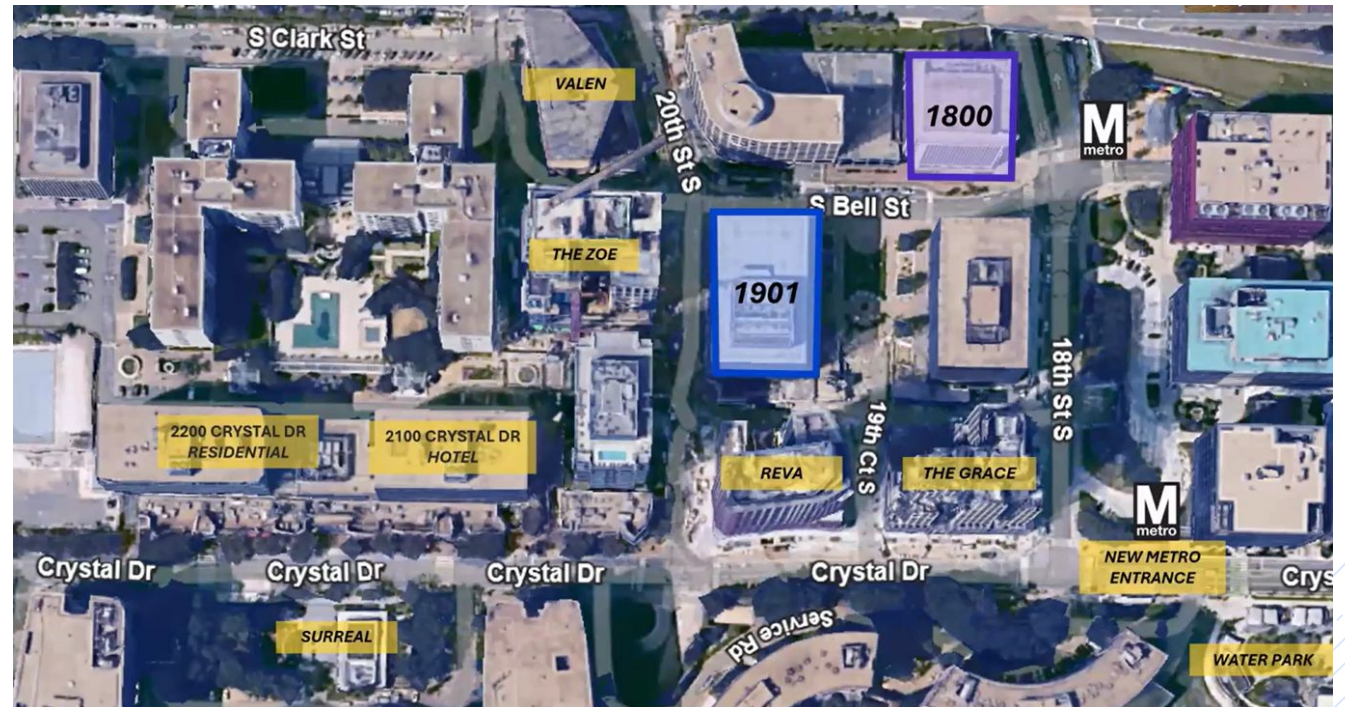 S Clark St
VALEN
20th St S
1800
M
metro
S Bell St
THE ZOE
1901
18th St S
2200 CRYSTAL DR
RESIDENTIAL
2100 CRYSTAL DR
HOTEL
REVA
19th Ct S
THE GRACE
M
metro
NEW METRO
ENTRANCE
Crystal Dr
Crystal Dr
Crystal Dr
Crystal Dr
Crys
Service Rd
SURREAL
WATER PARK